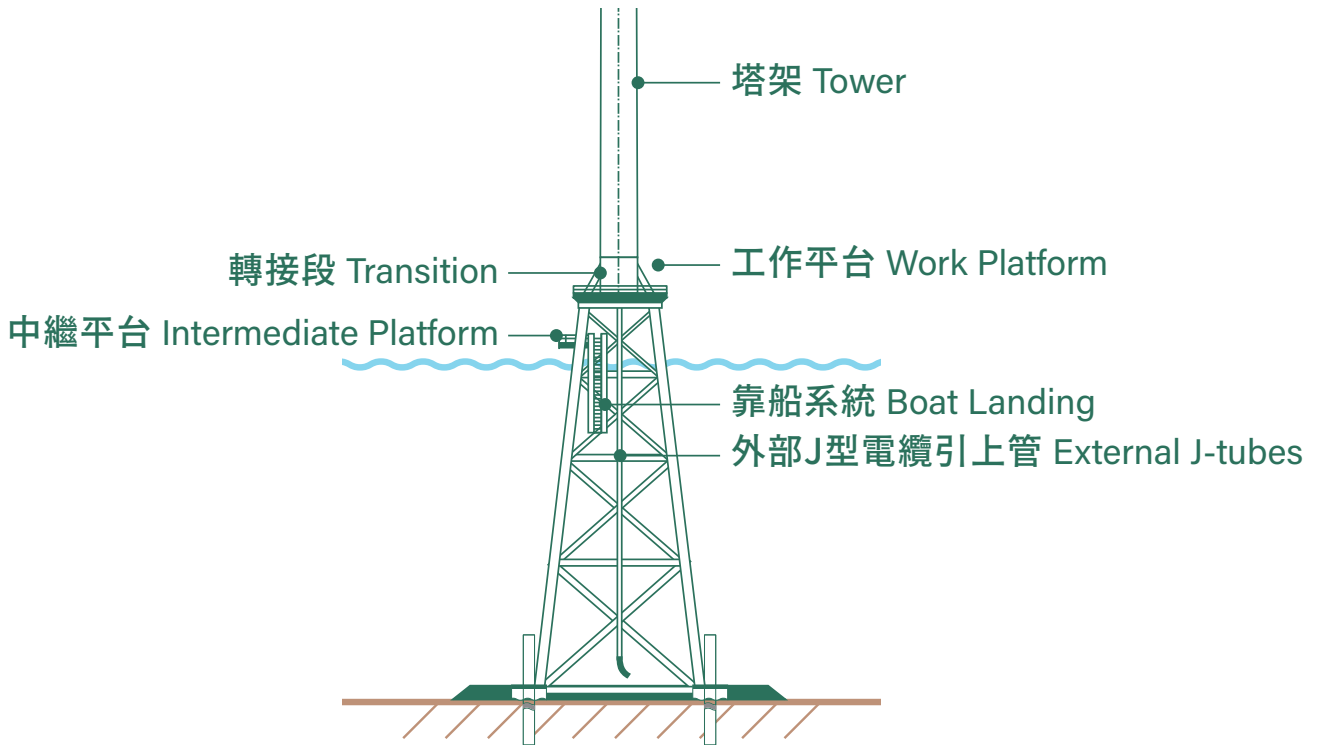 塔架 Tower
轉接段 Transition
工作平台 Work Platform
中繼平台 Intermediate Platform
靠船系統 Boat Landing
外部J型電纜引上管 External J-tubes